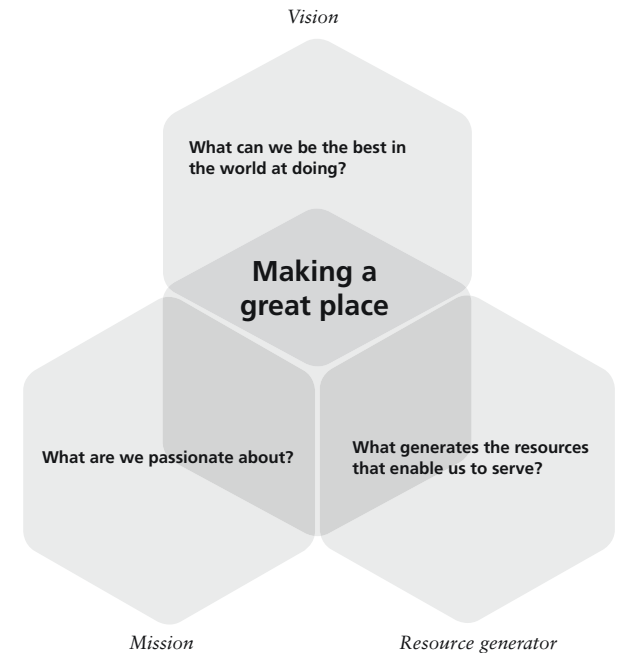 Vision
What can we be the best in
the world at doing?
Making a
great place
What are we passionate about?
What generates the resources
that enable us to serve?
Mission
Resource generator